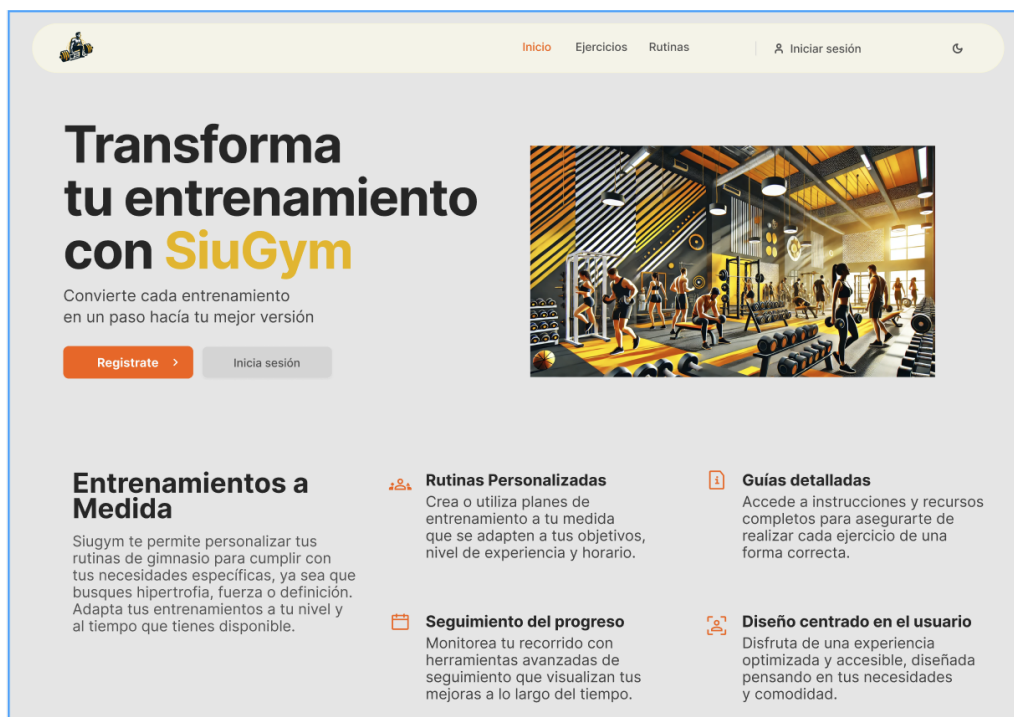 Inicio
Ejercicios
Rutinas
Iniciar sesión
Transforma
tu entrenamiento
con SiuGym
Convierte cada entrenamiento
en un paso hacía tu mejor versión
Registrate
Inicia sesión
Entrenamientos a
Medida
Siugym te permite personalizar tus
rutinas de gimnasio para cumplir con
tus necesidades específicas, ya sea que
busques hipertrofia, fuerza o definición.
Adapta tus entrenamientos a tu nivel y
al tiempo que tienes disponible.
Rutinas Personalizadas
Crea o utiliza planes de
entrenamiento a tu medida
que se adapten a tus objetivos,
nivel de experiencia y horario.
Guías detalladas
Accede a instrucciones y recursos
completos para asegurarte de
realizar cada ejercicio de una
forma correcta.
Seguimiento del progreso
Monitorea tu recorrido con
herramientas avanzadas de
seguimiento que visualizan tus
mejoras a lo largo del tiempo.
Diseño centrado en el usuario
Disfruta de una experiencia
optimizada y accesible, diseñada
pensando en tus necesidades
y comodidad.